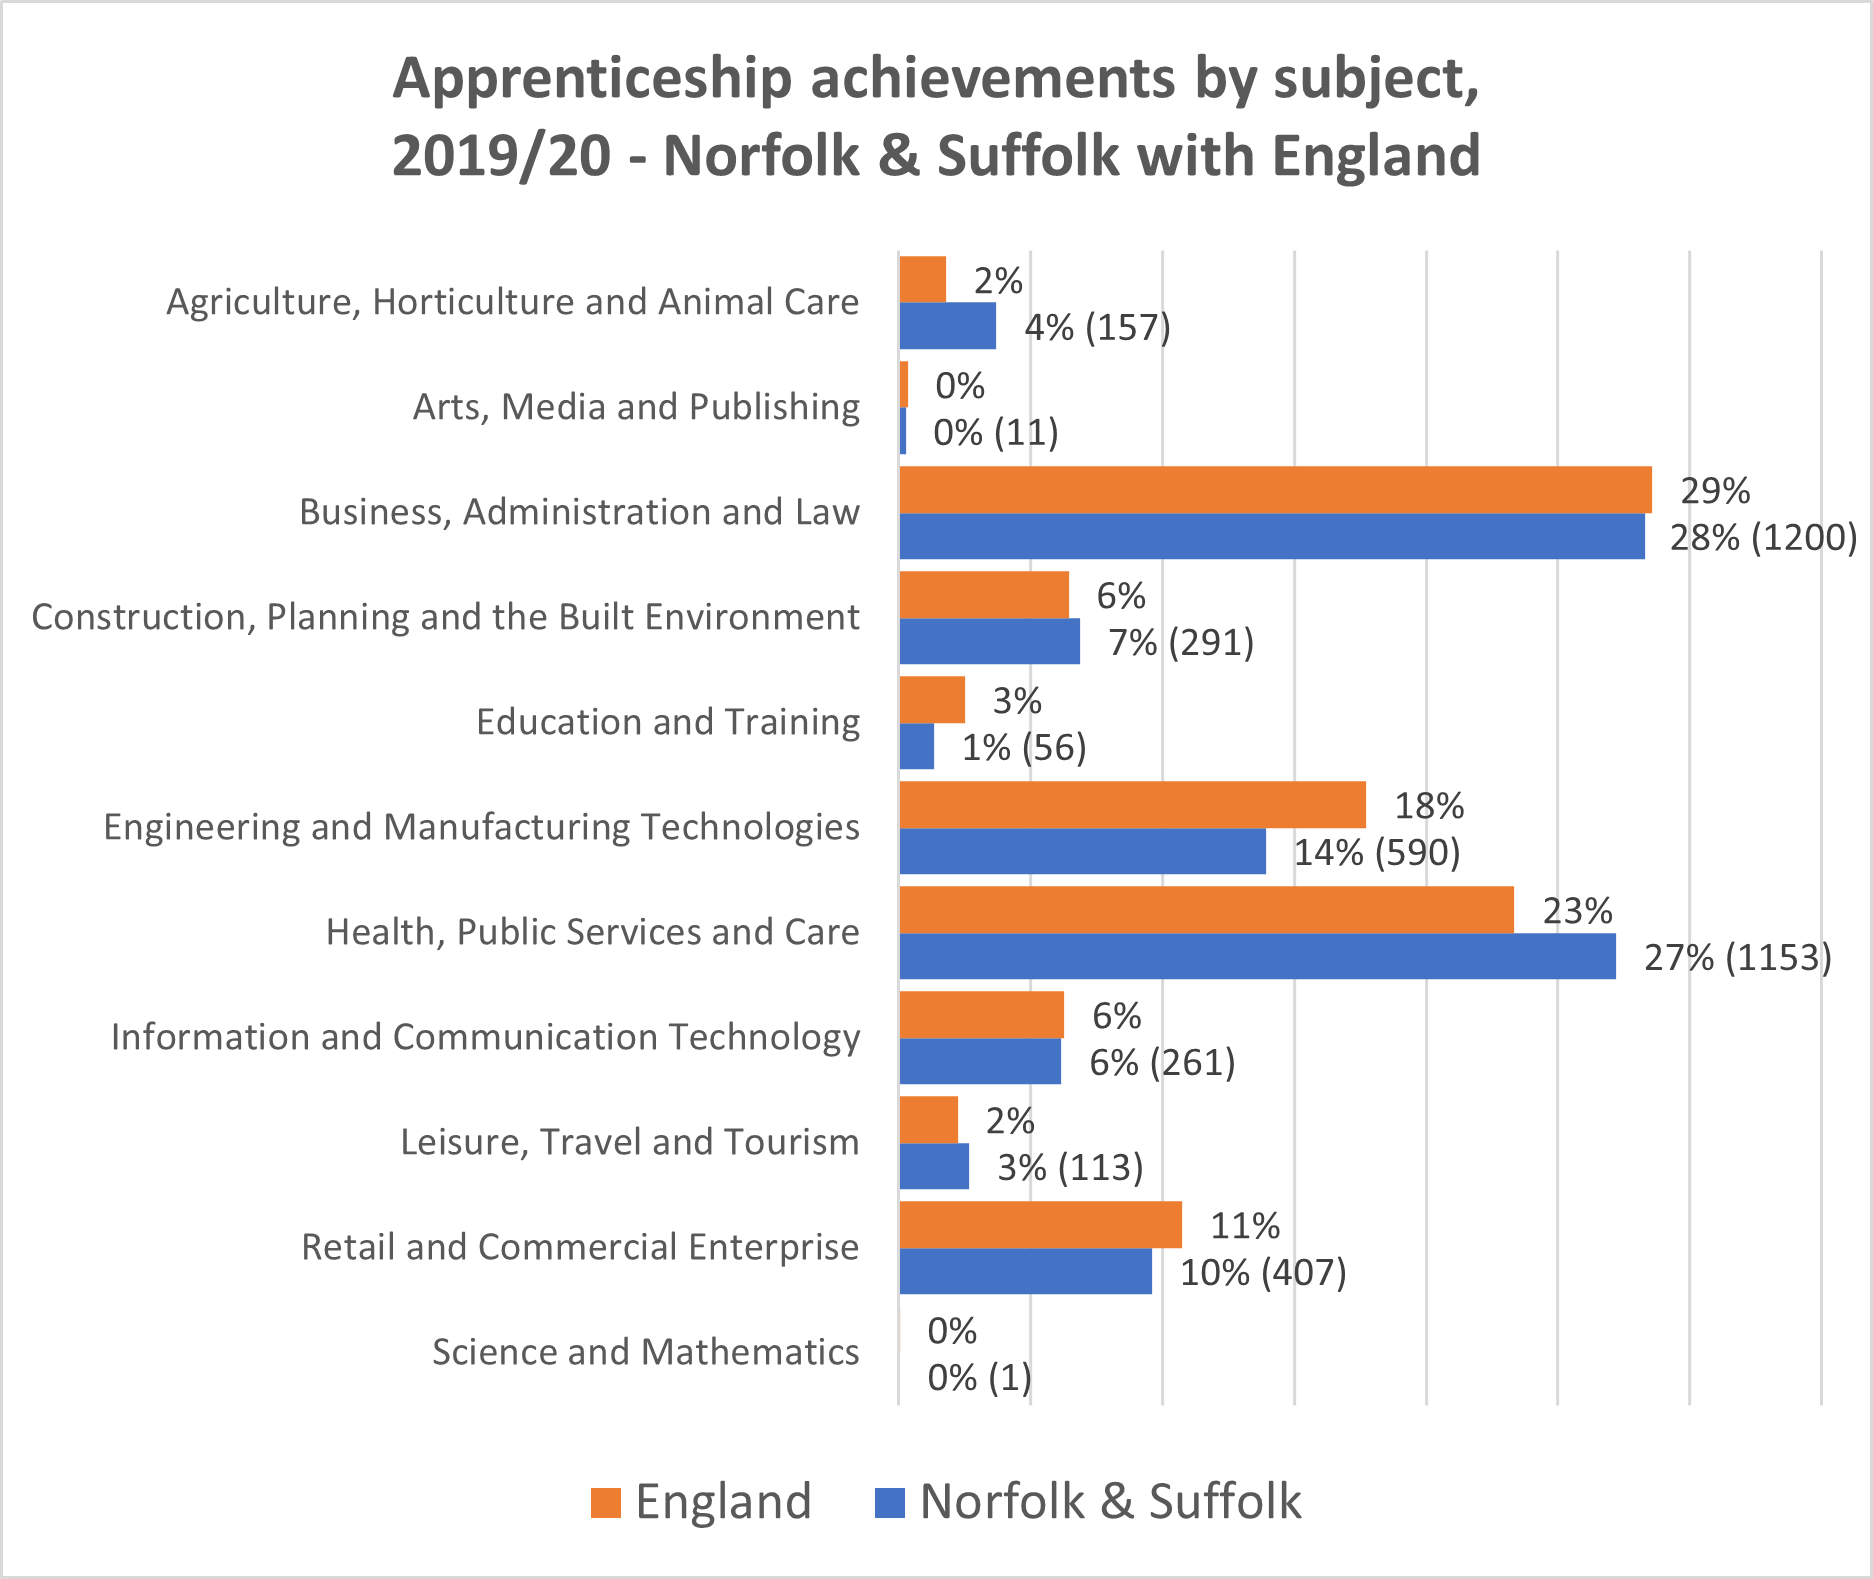 Apprenticeship achievements by subject,
2019/20 - Norfolk & Suffolk with England
Agriculture, Horticulture and Animal Care
2%
4% (157)
Arts, Media and Publishing
0%
0% (11)
Business, Administration and Law
29%
28% (1200)
Construction, Planning and the Built Environment
6%
7% (291)
Education and Training
3%
1% (56)
Engineering and Manufacturing Technologies
18%
14% (590)
Health, Public Services and Care
23%
27% (1153)
Information and Communication Technology
6%
6% (261)
Leisure, Travel and Tourism
2%
3% (113)
Retail and Commercial Enterprise
11%
10% (407)
Science and Mathematics
0%
0% (1)
England
Norfolk & Suffolk